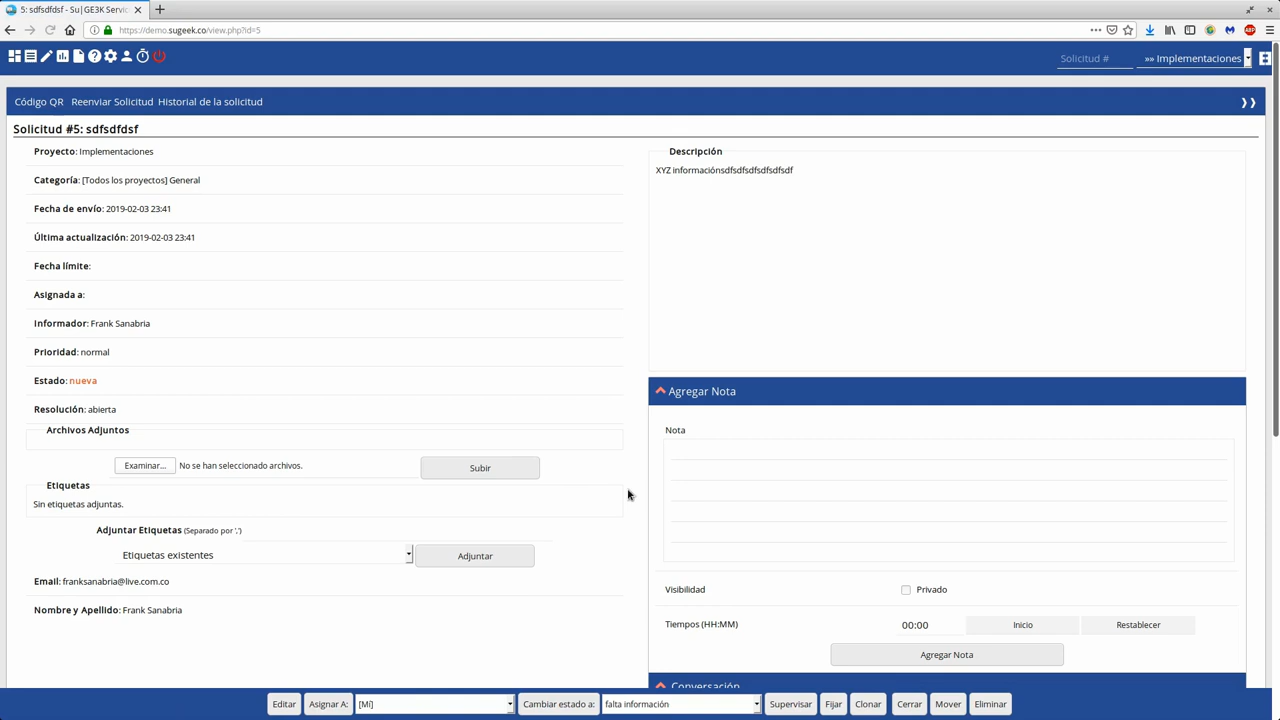 5: sdfsdfdsf - Su|GE3K Servic
https://demo.sugeek.co/view.php?id=5
Solicitud #
»» Implementaciones
Código QR Reenviar Solicitud Historial de la solicitud
❫❫
Solicitud #5: sdfsdfdsf
Proyecto: Implementaciones
Categoría: [Todos los proyectos] General
Fecha de envío: 2019-02-03 23:41
Última actualización: 2019-02-03 23:41
Fecha límite:
Asignada a:
Informador: Frank Sanabria
Prioridad: normal
Estado: nueva
Resolución: abierta
Archivos Adjuntos
Examinar... No se han seleccionado archivos.
Subir
Etiquetas
Sin etiquetas adjuntas.
Adjuntar Etiquetas (Separado por ',')
Etiquetas existentes
Adjuntar
Email: franksanabria@live.com.co
Nombre y Apellido: Frank Sanabria
Descripción
XYZ informaciónsdfsdfsdfsdfsdfsdf
Agregar Nota
Nota
Visibilidad
Privado
Tiempos (HH:MM)
00:00
Inicio
Restablecer
Agregar Nota
Conversación
Editar
Asignar A:
[Mí]
Cambiar estado a:
falta información
Supervisar
Fijar
Clonar
Cerrar
Mover
Eliminar